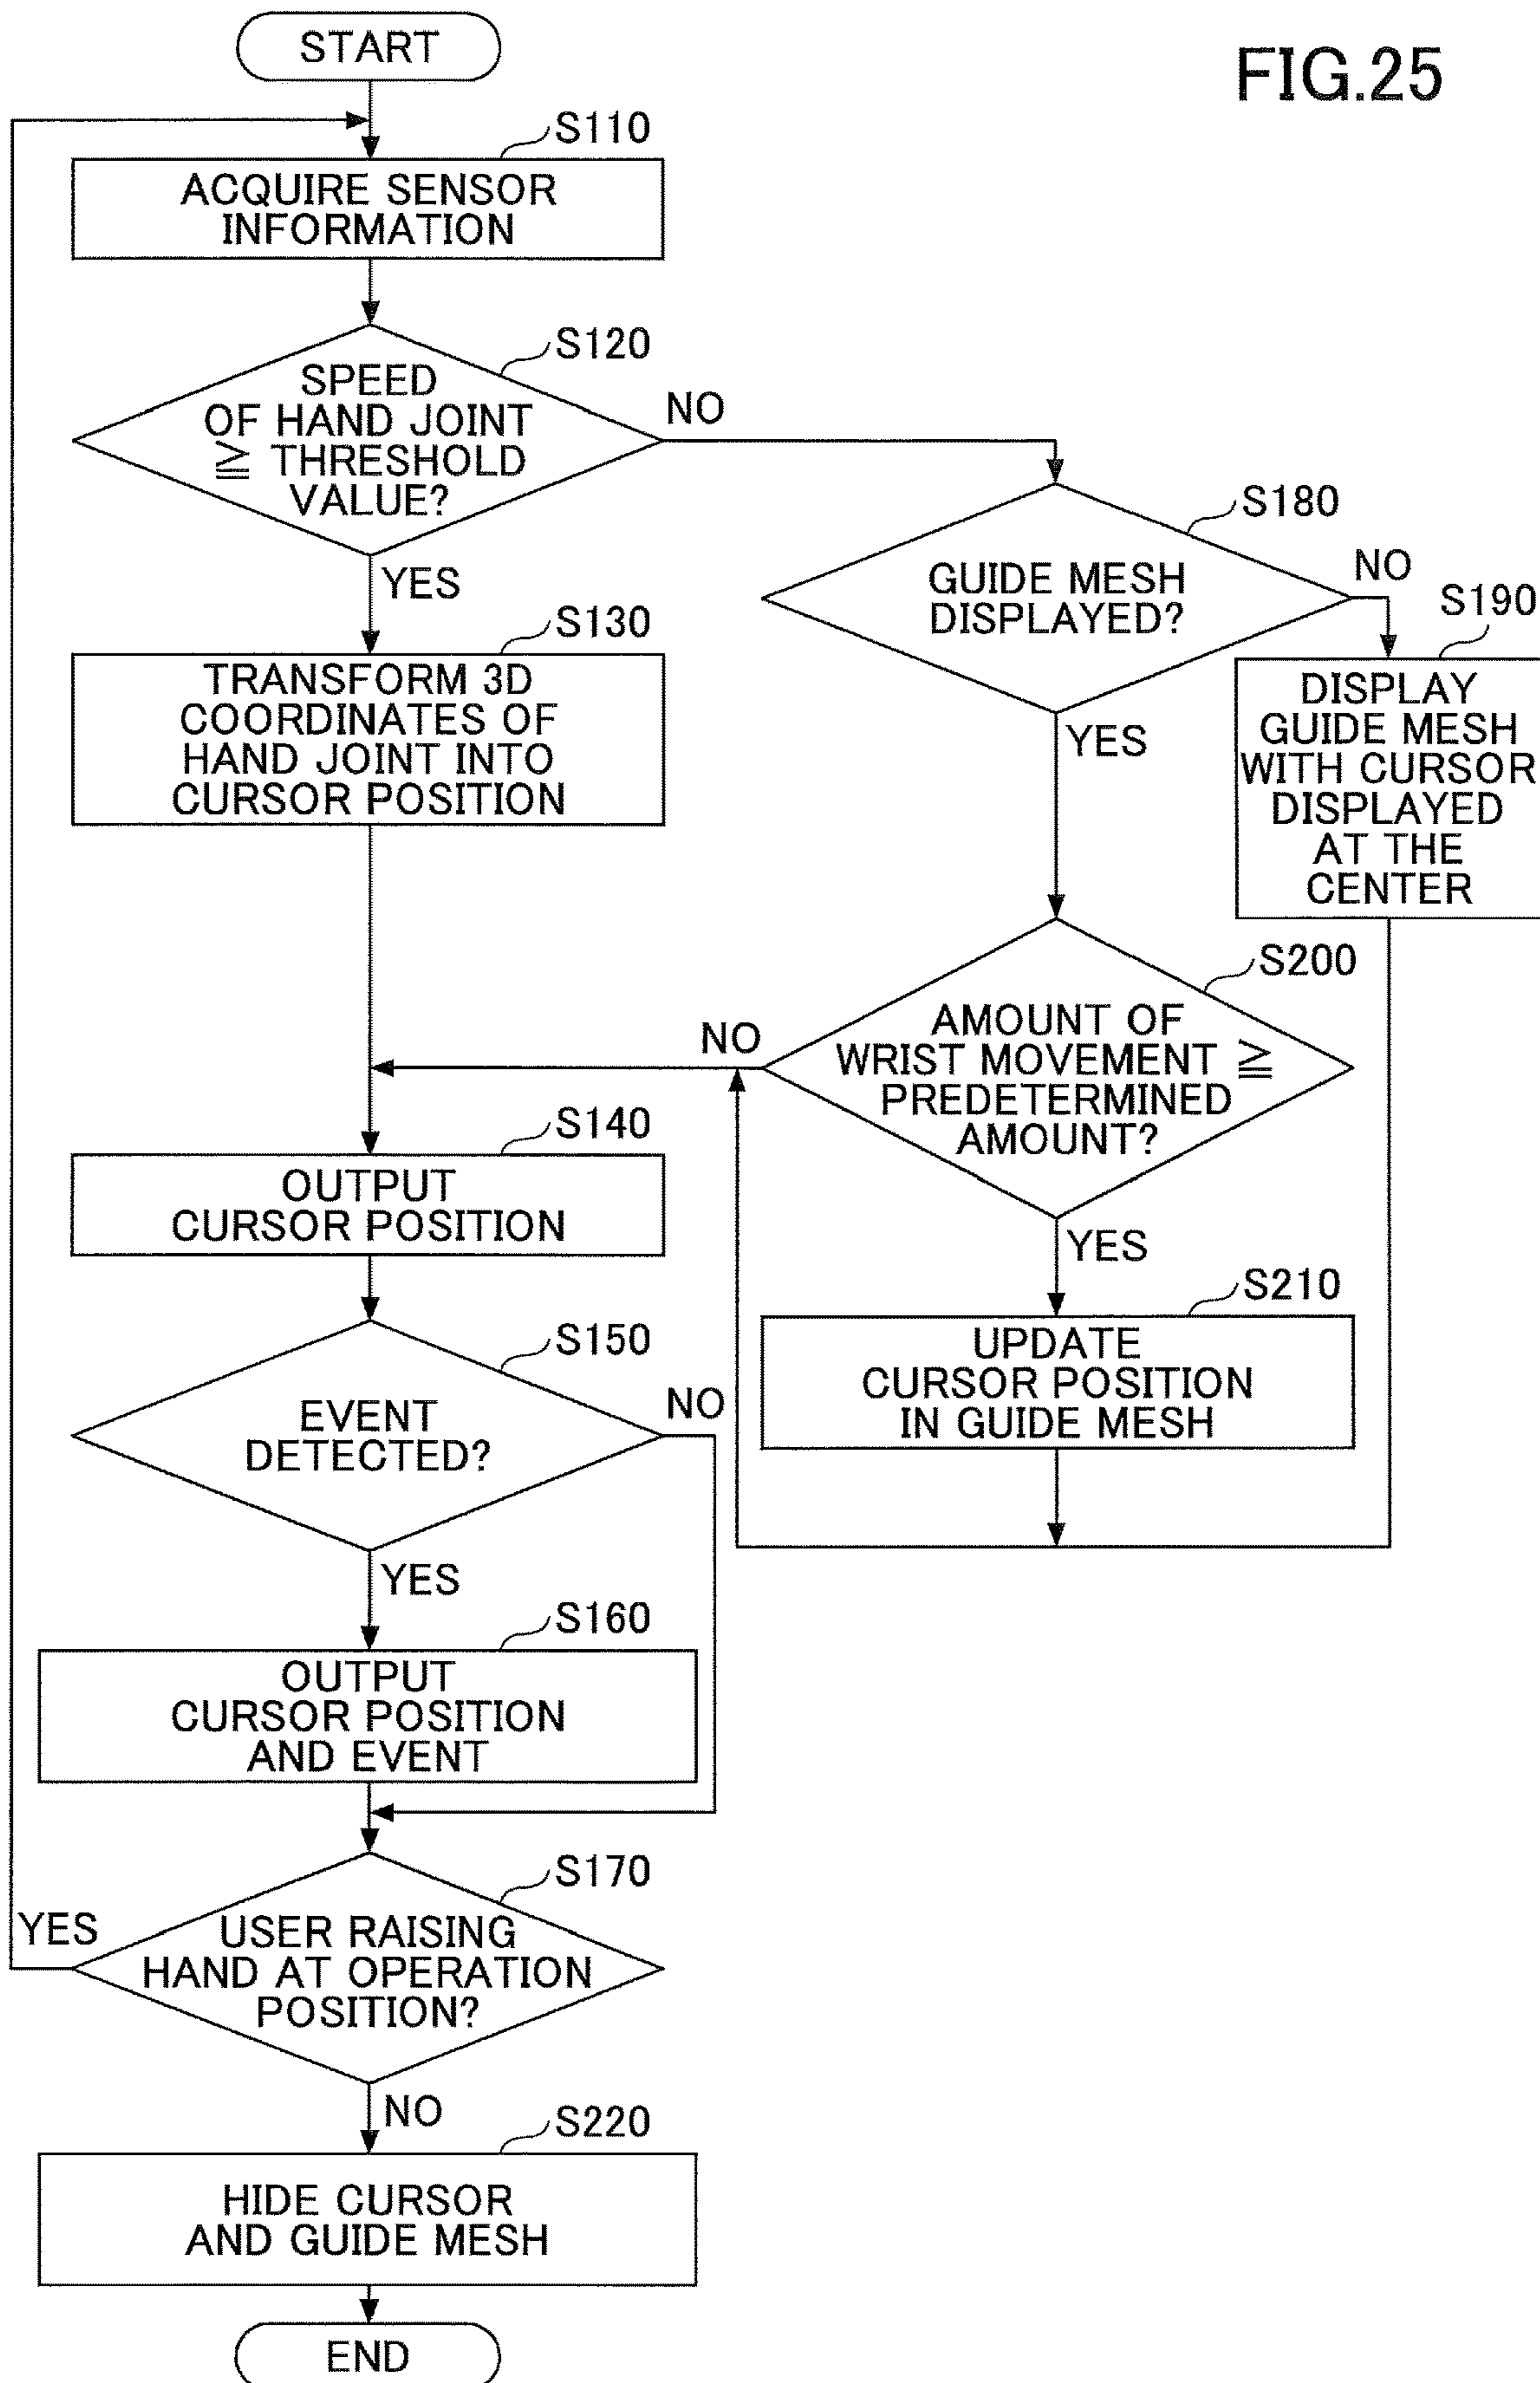 FIG.25
START
S110
ACQUIRE SENSOR
INFORMATION
S120
SPEED
OF HAND JOINT
≧ THRESHOLD
VALUE?
NO
YES
S130
TRANSFORM 3D
COORDINATES OF
HAND JOINT INTO
CURSOR POSITION
S180
GUIDE MESH
DISPLAYED?
NO
YES
S190
DISPLAY
GUIDE MESH
WITH CURSOR
DISPLAYED
AT THE
CENTER
S200
AMOUNT OF
WRIST MOVEMENT ≧
PREDETERMINED
AMOUNT?
NO
YES
S210
UPDATE
CURSOR POSITION
IN GUIDE MESH
S140
OUTPUT
CURSOR POSITION
S150
EVENT
DETECTED?
NO
YES
S160
OUTPUT
CURSOR POSITION
AND EVENT
S170
USER RAISING
HAND AT OPERATION
POSITION?
YES
NO
S220
HIDE CURSOR
AND GUIDE MESH
END